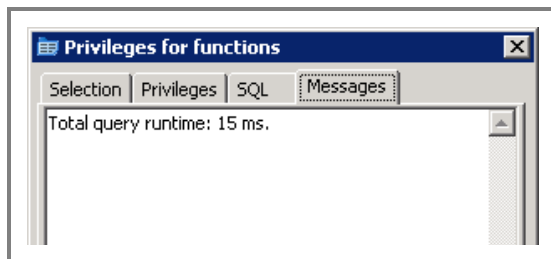 Privileges for functions
Selection Privileges SQL Messages
Total query runtime: 15 ms.